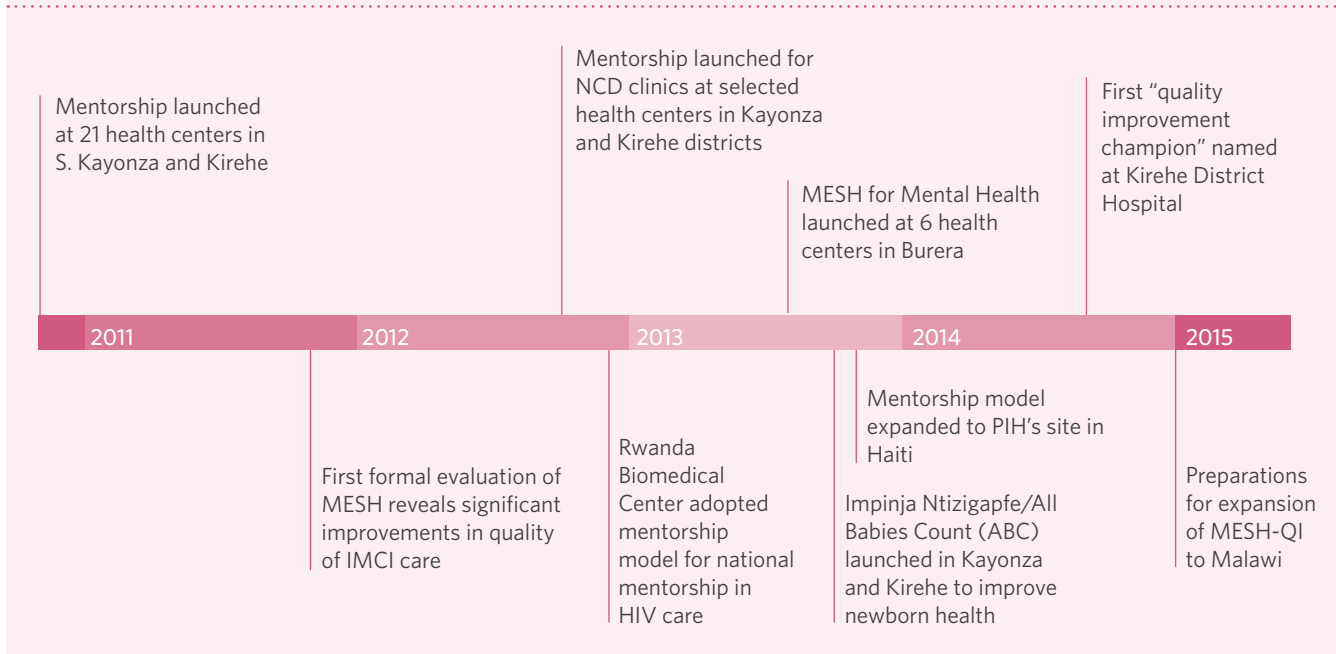 Mentorship launched
at 21 health centers in
S. Kayonza and Kirehe
Mentorship launched for
NCD clinics at selected
health centers in Kayonza
and Kirehe districts
MESH for Mental Health
launched at 6 health
centers in Burera
First “quality
improvement
champion” named
at Kirehe District
Hospital
2011
2012
2013
2014
2015
First formal evaluation of
MESH reveals significant
improvements in quality
of IMCI care
Rwanda
Biomedical
Center adopted
mentorship
model for national
mentorship in
HIV care
Mentorship model
expanded to PIH’s site in
Haiti
Impinja Ntizigapfe/All
Babies Count (ABC)
launched in Kayonza
and Kirehe to improve
newborn health
Preparations
for expansion
of MESH-QI
to Malawi